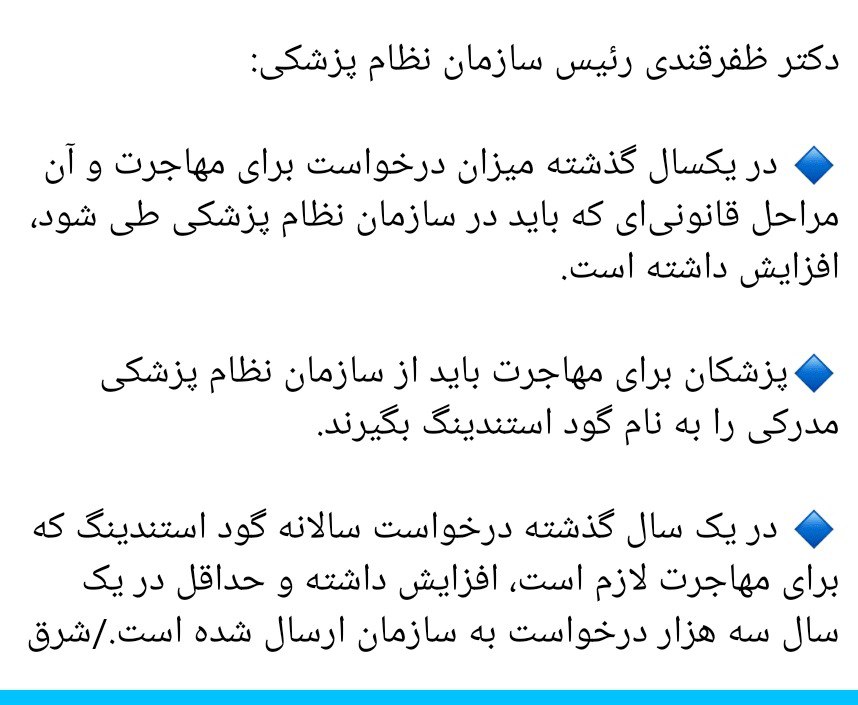 دکتر ظفرقندی رئیس سازمان نظام پزشکی:
🔷 در یکسال گذشته میزان درخواست برای مهاجرت و آن
مراحل قانونی‌ای که باید در سازمان نظام پزشکی طی شود،
افزایش داشته است.
🔷پزشکان برای مهاجرت باید از سازمان نظام پزشکی
مدرکی را به نام گود استندینگ بگیرند.
🔷 در یک سال گذشته درخواست سالانه گود استندینگ که
برای مهاجرت لازم است، افزایش داشته و حداقل در یک
سال سه هزار درخواست به سازمان ارسال شده است./شرق